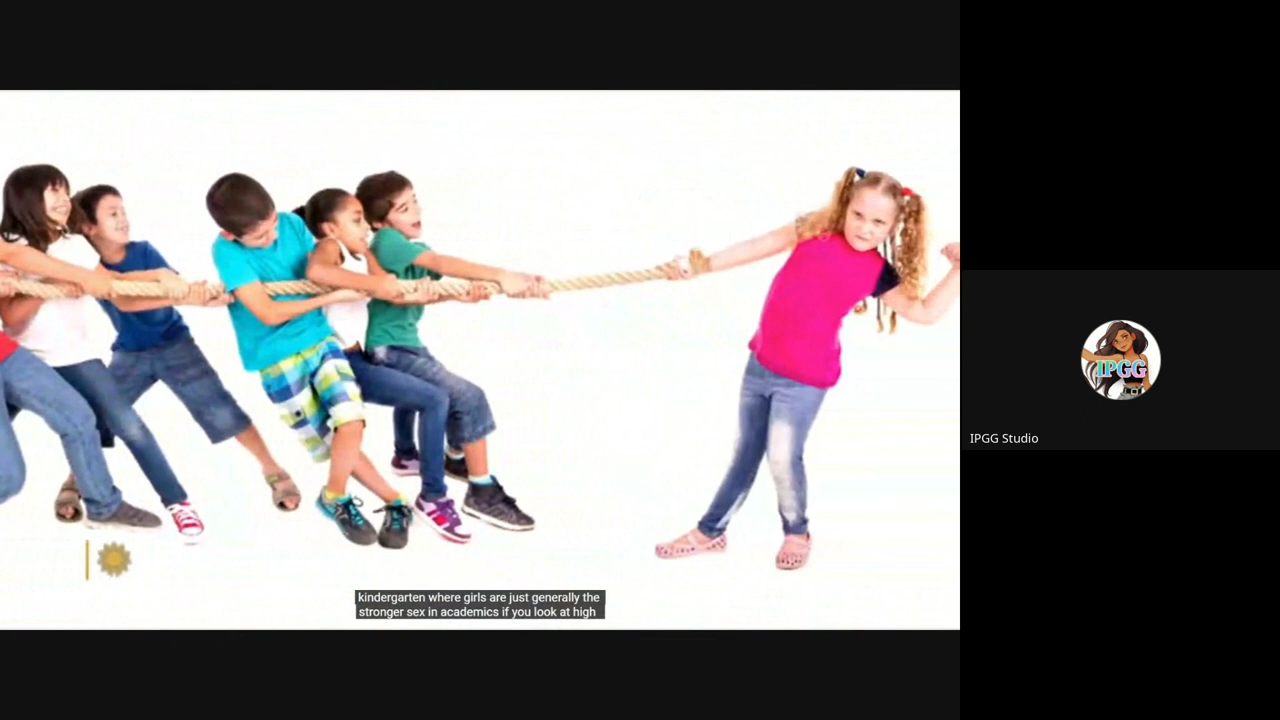 kindergarten where girls are just generally the
stronger sex in academics if you look at high
IPGG
IPGG Studio